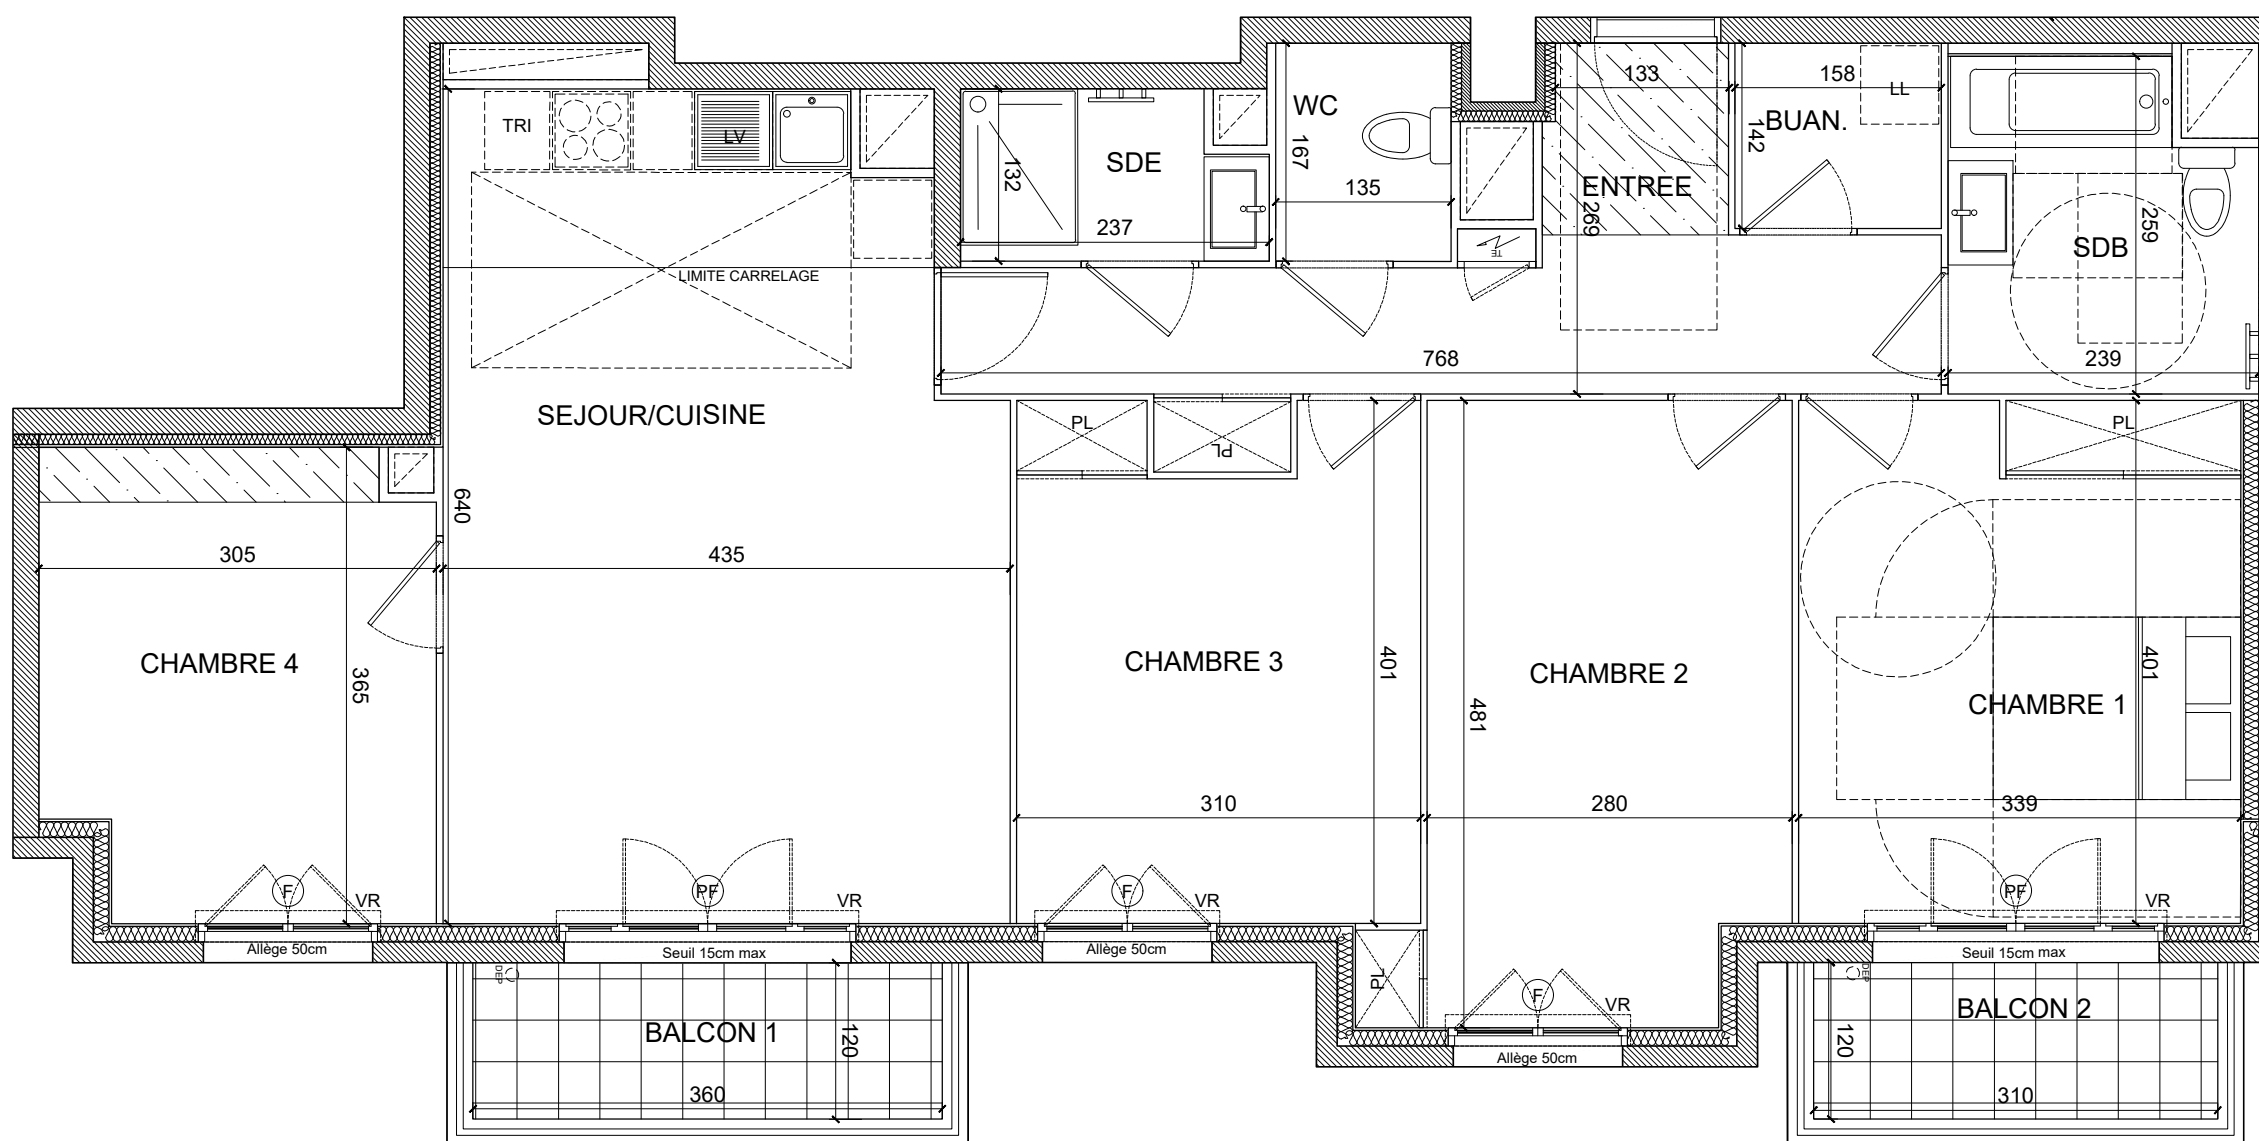 TRI
LV
SDE
132
237
WC
167
135
TE
133
ENTREE
269
158
LL
BUAN.
142
SDB
259
239
LIMITE CARRELAGE
768
SEJOUR/CUISINE
640
435
PL
PL
PL
305
CHAMBRE 4
365
CHAMBRE 3
401
310
CHAMBRE 2
481
280
CHAMBRE 1
401
339
F
VR
Allège 50cm
PF
VR
Seuil 15cm max
F
VR
Allège 50cm
PL
F
VR
Allège 50cm
PF
VR
Seuil 15cm max
DEP
BALCON 1
120
360
DEP
BALCON 2
120
310